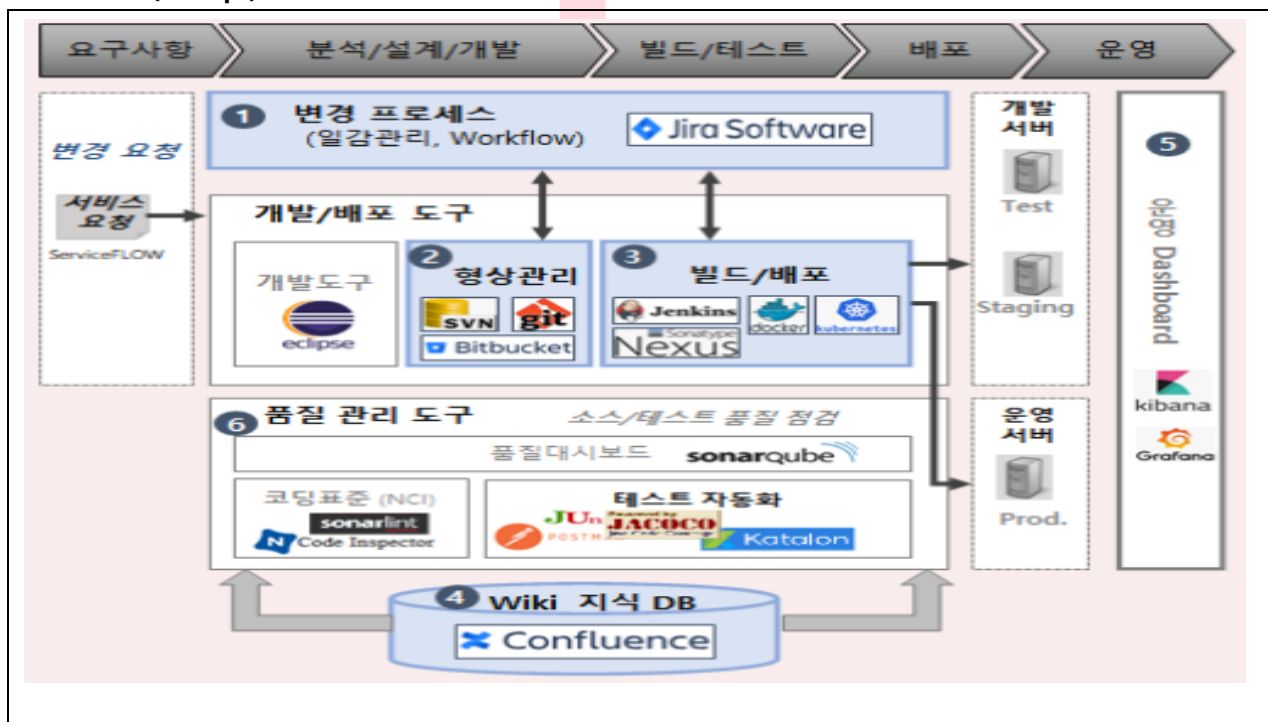 요구사항
분석/설계/개발
빌드/테스트
배포
운영
변경 요청
서비스
요청
ServiceFLOW
1
변경 프로세스
(일감관리, Workflow)
Jira Software
개발/배포 도구
개발도구
eclipse
2
형상관리
SVN
git
Bitbucket
3
빌드/배포
Jenkins
docker
kubernetes
Sonatype
Nexus
개발
서버
Test
Staging
운영
서버
Prod.
5
운영 Dashboard
kibana
Grafana
6
품질 관리 도구
소스/테스트 품질 점검
품질대시보드
sonarqube
코딩표준 (NCI)
sonarlint
N
Code Inspector
테스트 자동화
JUn
JACOCO
POSTM
Katalon
4
Wiki 지식 DB
Confluence